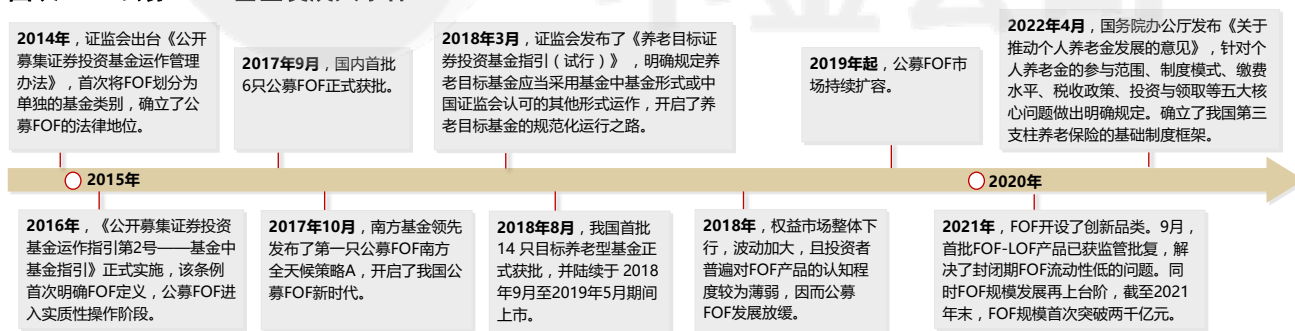 2014年，证监会出台《公开
募集证券投资基金运作管理
办法》，首次将FOF划分为
单独的基金类别，确立了公
募FOF的法律地位。
2017年9月，国内首批
6只公募FOF正式获批。
2018年3月，证监会发布了《养老目标证
券投资基金指引（试行）》，明确规定养
老目标基金应当采用基金中基金形式或中
国证监会认可的其他形式运作，开启了养
老目标基金的规范化运行之路。
2019年起，公募FOF市
场持续扩容。
2022年4月，国务院办公厅发布《关于
推动个人养老金发展的意见》，针对个
人养老金的参与范围、制度模式、缴费
水平、税收政策、投资与领取等五大核
心问题做出明确规定。确立了我国第三
支柱养老保险的基础制度框架。
2015年
2020年
2016年，《公开募集证券投资
基金运作指引第2号——基金中
基金指引》正式实施，该条例
首次明确FOF定义，公募FOF进
入实质性操作阶段。
2017年10月，南方基金领先
发布了第一只公募FOF南方
全天候策略A，开启了我国公
募FOF新时代。
2018年8月，我国首批
14 只目标养老型基金正
式获批，并陆续于 2018
年9月至2019年5月期间
上市。
2018年，权益市场整体下
行，波动加大，且投资者
普遍对FOF产品的认知程
度较为薄弱，因而公募
FOF发展放缓。
2021年，FOF开设了创新品类。9月，
首批FOF-LOF产品已获监管批复，解
决了封闭期FOF流动性低的问题。同
时FOF规模发展再上台阶，截至2021
年末，FOF规模首次突破两千亿元。